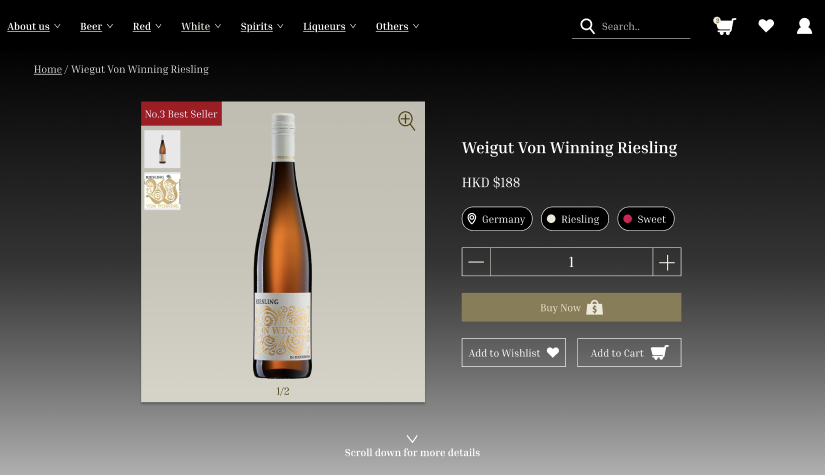 About us Beer Red White Spirits Liqueurs Others Search..
Home / Wiegut Von Winning Riesling
No.3 Best Seller
RIESLING
VON WINNING
Weigut Von Winning Riesling
HKD $188
Germany Riesling Sweet
1
Buy Now $
Add to Wishlist Add to Cart
RIESLING
WINNING
1/2
Scroll down for more details